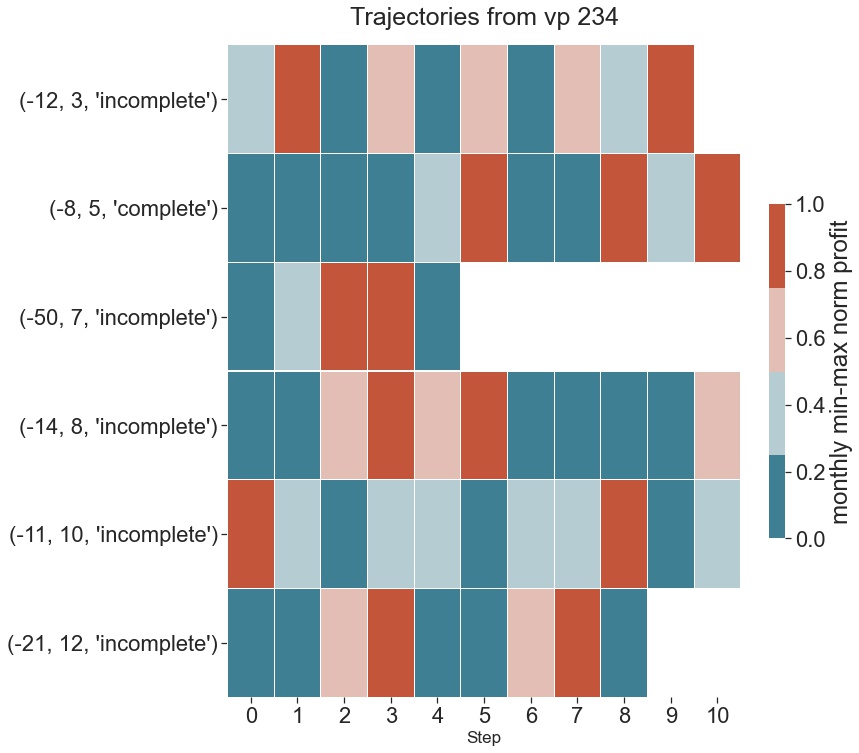 Trajectories from vp 234
(-12, 3, 'incomplete')
(-8, 5, 'complete')
(-50, 7, 'incomplete')
(-14, 8, 'incomplete')
(-11, 10, 'incomplete')
(-21, 12, 'incomplete')
0 1 2 3 4 5 6 7 8 9 10
Step
1.0
0.8
0.6
0.4
0.2
0.0
monthly min-max norm profit